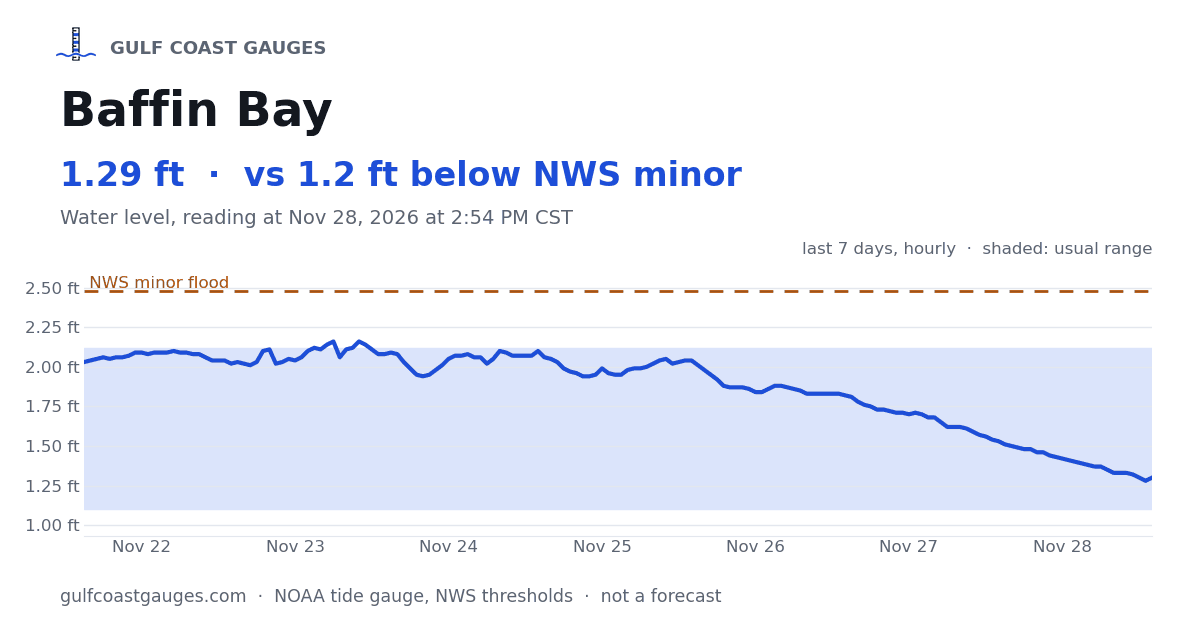 GULF COAST GAUGES
Baffin Bay
1.29 ft · vs 1.2 ft below NWS minor
Water level, reading at Nov 28, 2026 at 2:54 PM CST
last 7 days, hourly · shaded: usual range
NWS minor flood
2.50 ft
2.25 ft
2.00 ft
1.75 ft
1.50 ft
1.25 ft
1.00 ft
Nov 22 Nov 23 Nov 24 Nov 25 Nov 26 Nov 27 Nov 28
gulfcoastgauges.com · NOAA tide gauge, NWS thresholds · not a forecast